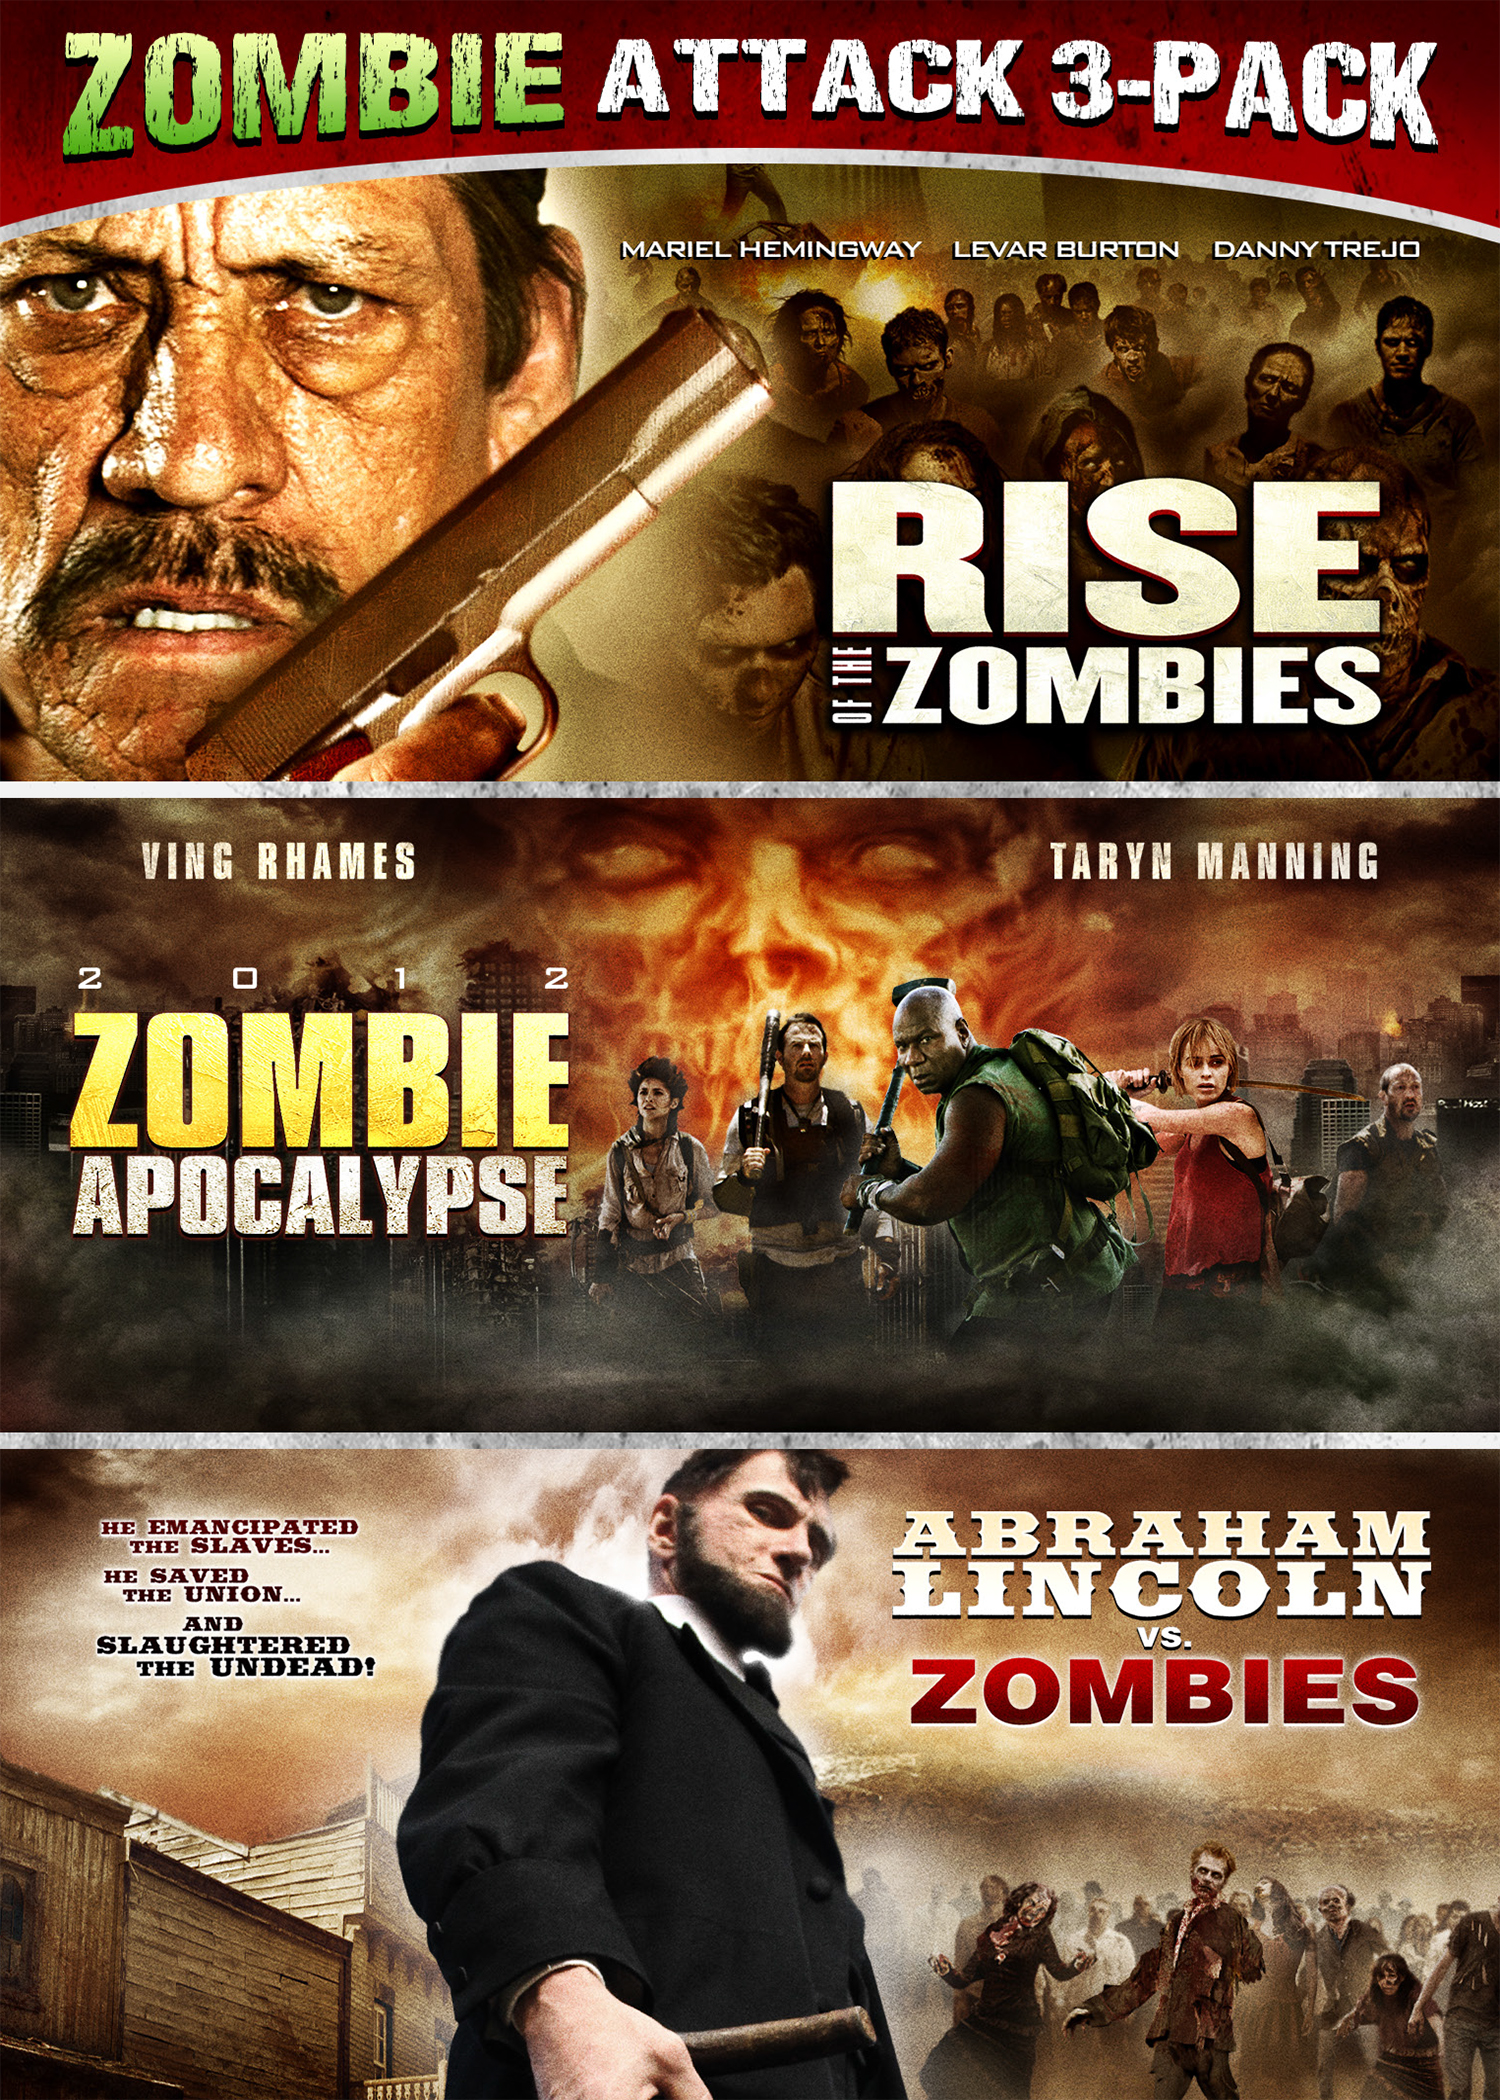 ZOMBIE ATTACK 3-PACK
MARIEL HEMINGWAY LEVAR BURTON DANNY TREJO
RISE
OF THE ZOMBIES
VING RHAMES
TARYN MANNING
2012
ZOMBIE
APOCALYPSE
HE EMANCIPATED
THE SLAVES...
HE SAVED
THE UNION...
AND
SLAUGHTERED
THE UNDEAD!
ABRAHAM
LINCOLN
VS.
ZOMBIES